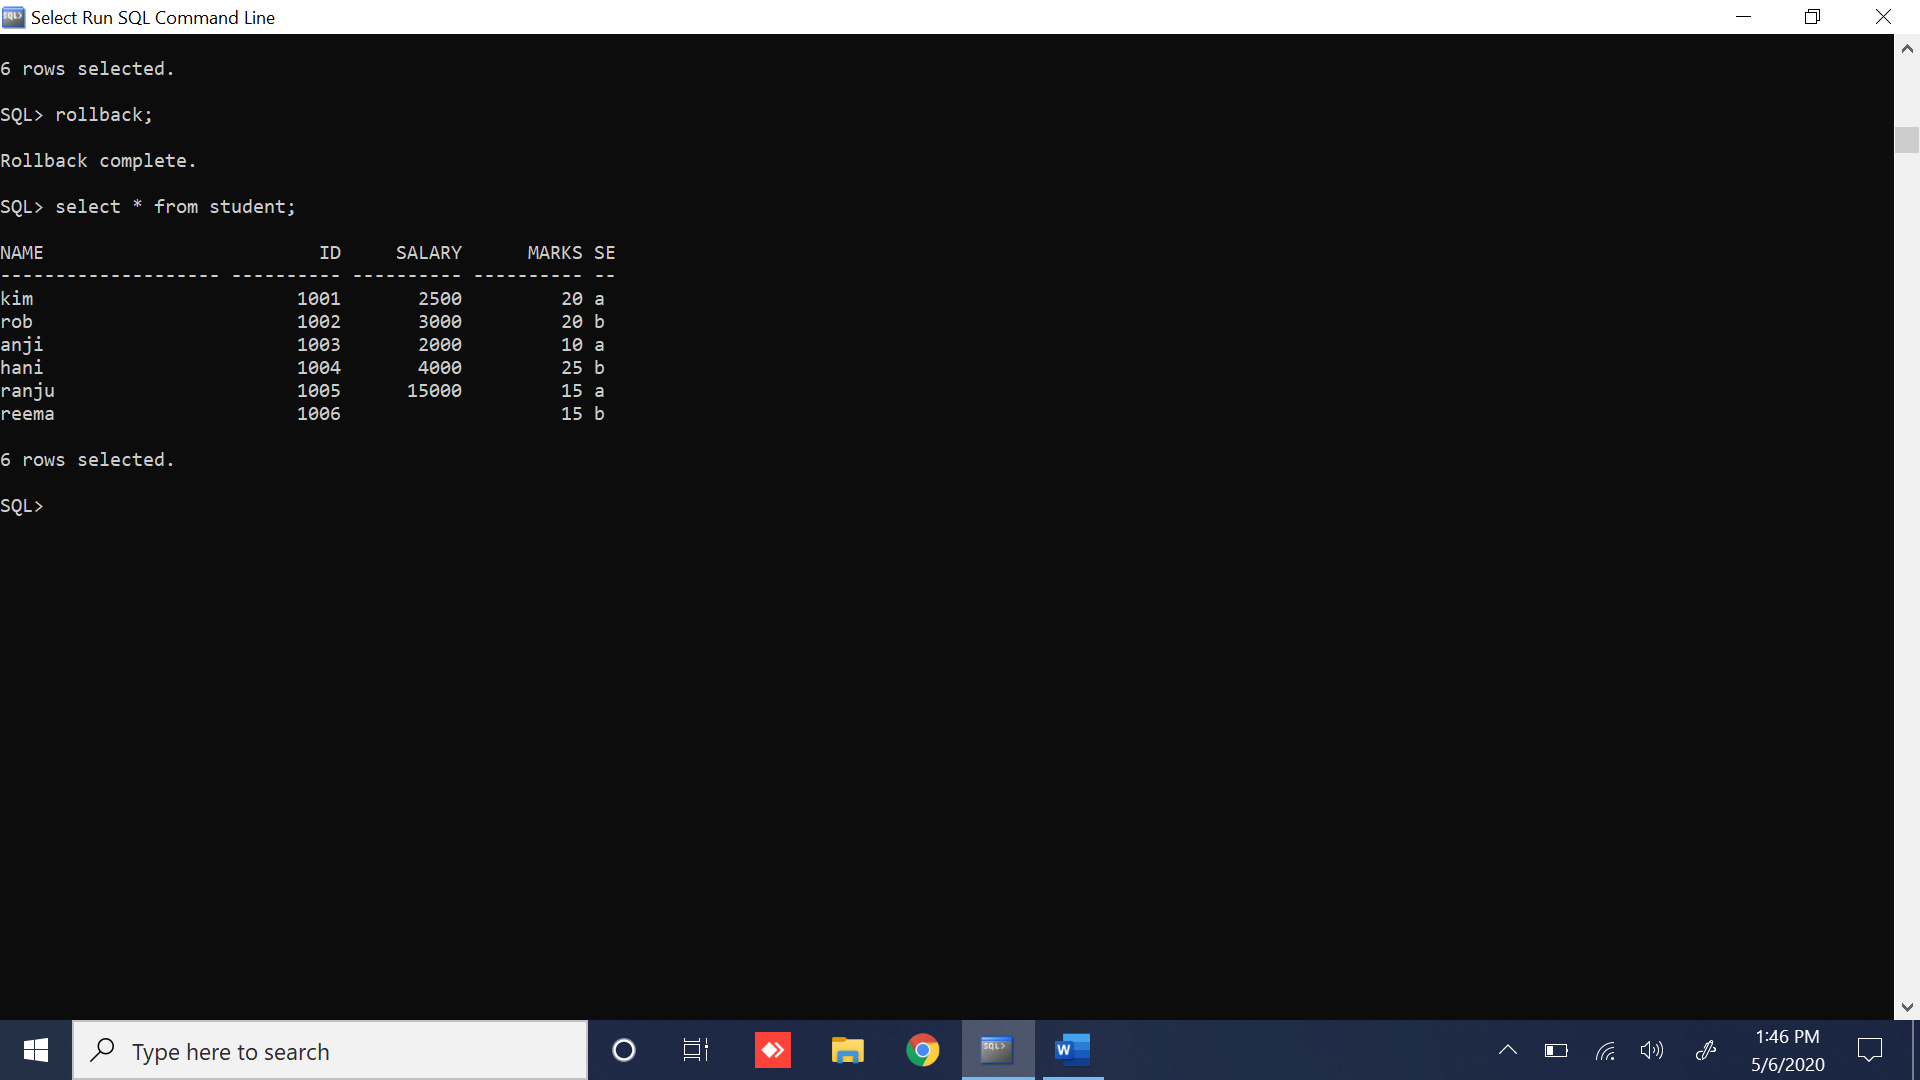 Select Run SQL Command Line
6 rows selected.
SQL> rollback;
Rollback complete.
SQL> select * from student;
NAME ID SALARY MARKS SE
-------------------- ---------- ---------- ---------- --
kim 1001 2500 20 a
rob 1002 3000 20 b
anji 1003 2000 10 a
hani 1004 4000 25 b
ranju 1005 15000 15 a
reema 1006 15 b
6 rows selected.
SQL>
Type here to search
SQL>
W
1:46 PM
5/6/2020